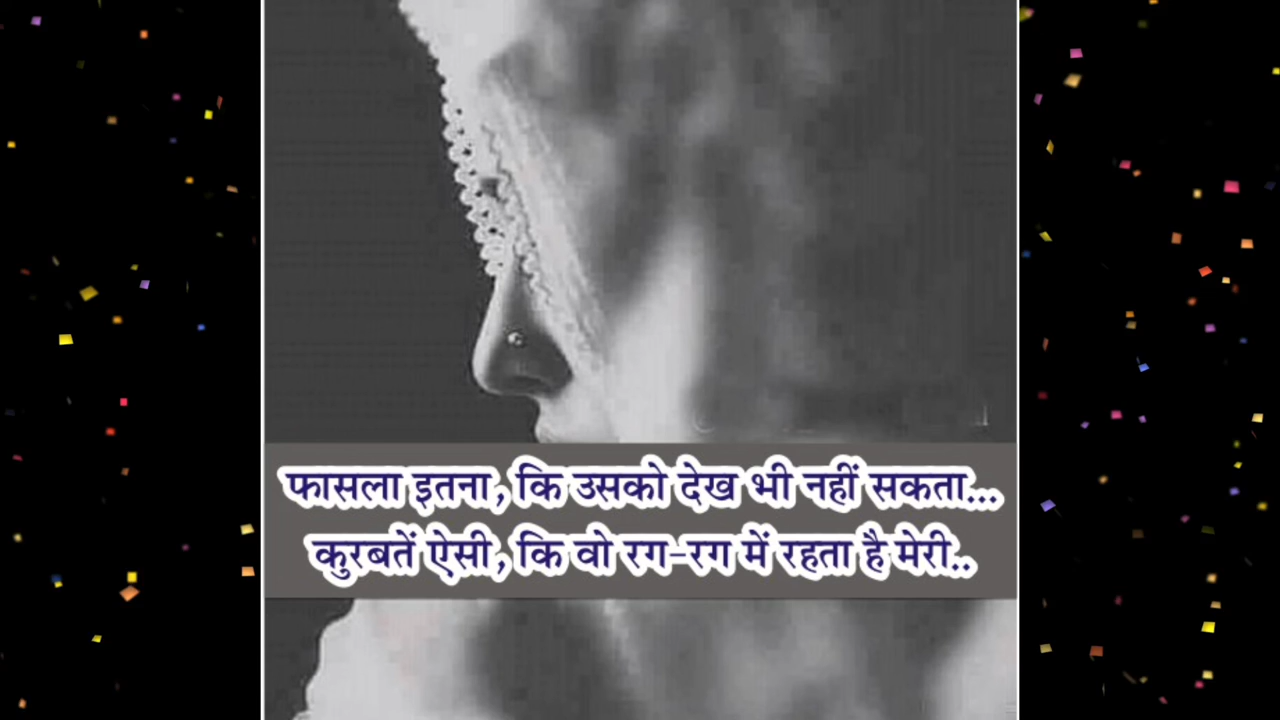 फासला इतना, कि उसको देख भी नहीं सकता...
कुरबतें ऐसी, कि वो रग-रग में रहता है मेरी..